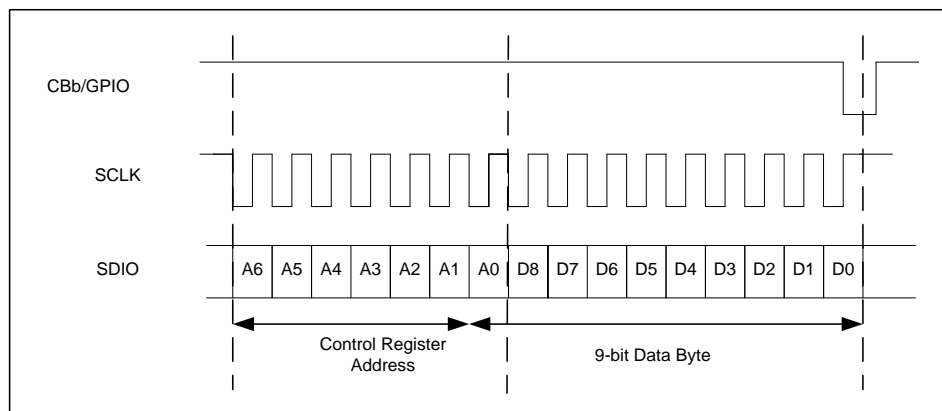 CBb/GPIO
SCLK
SDIO A6 A5 A4 A3 A2 A1 A0 D8 D7 D6 D5 D4 D3 D2 D1 D0
Control Register
Address
9-bit Data Byte